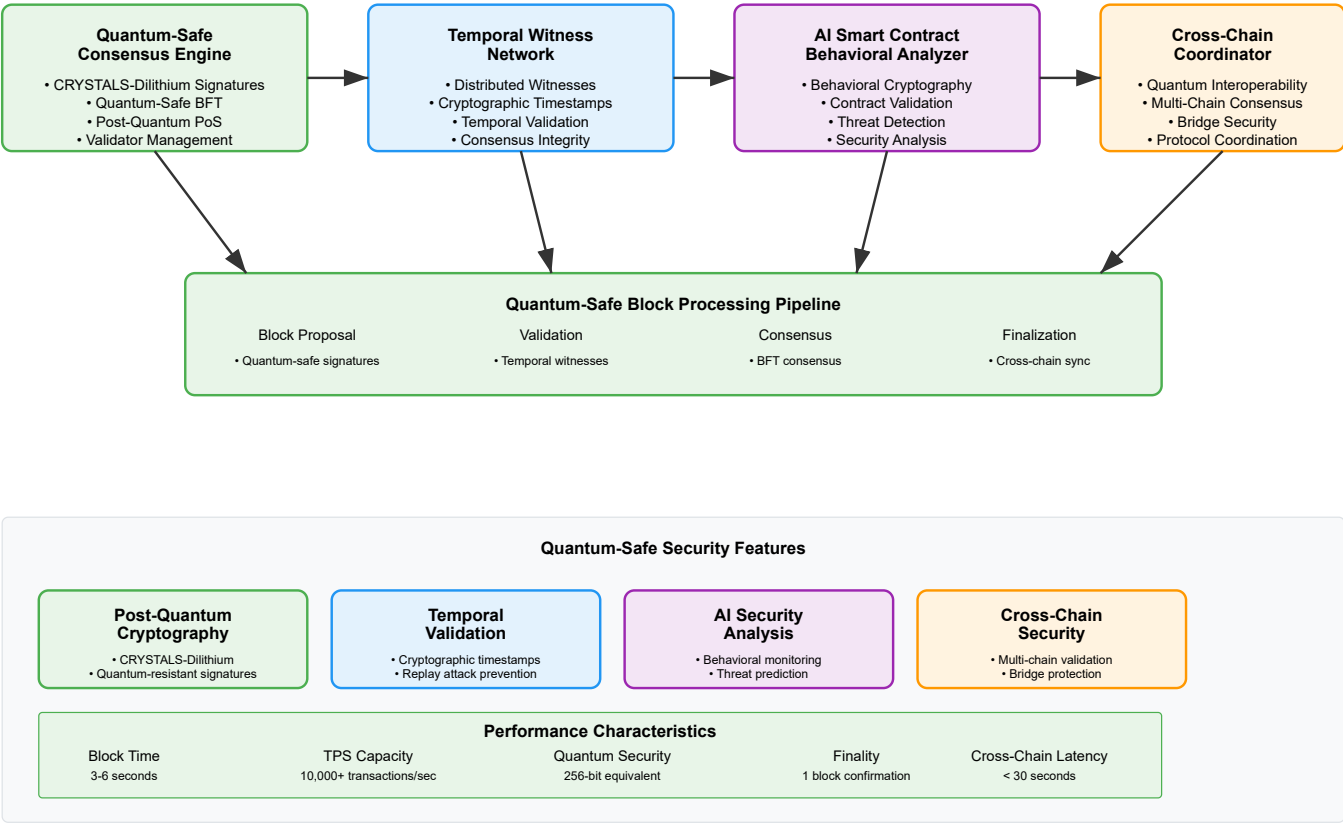 Quantum-Safe
Consensus Engine
• CRYSTALS-Dilithium Signatures
• Quantum-Safe BFT
• Post-Quantum PoS
• Validator Management
Temporal Witness
Network
• Distributed Witnesses
• Cryptographic Timestamps
• Temporal Validation
• Consensus Integrity
AI Smart Contract
Behavioral Analyzer
• Behavioral Cryptography
• Contract Validation
• Threat Detection
• Security Analysis
Cross-Chain
Coordinator
• Quantum Interoperability
• Multi-Chain Consensus
• Bridge Security
• Protocol Coordination
Quantum-Safe Block Processing Pipeline
Block Proposal
• Quantum-safe signatures
Validation
• Temporal witnesses
Consensus
• BFT consensus
Finalization
• Cross-chain sync
Quantum-Safe Security Features
Post-Quantum
Cryptography
• CRYSTALS-Dilithium
• Quantum-resistant signatures
Temporal
Validation
• Cryptographic timestamps
• Replay attack prevention
AI Security
Analysis
• Behavioral monitoring
• Threat prediction
Cross-Chain
Security
• Multi-chain validation
• Bridge protection
Performance Characteristics
Block Time
3-6 seconds
TPS Capacity
10,000+ transactions/sec
Quantum Security
256-bit equivalent
Finality
1 block confirmation
Cross-Chain Latency
< 30 seconds